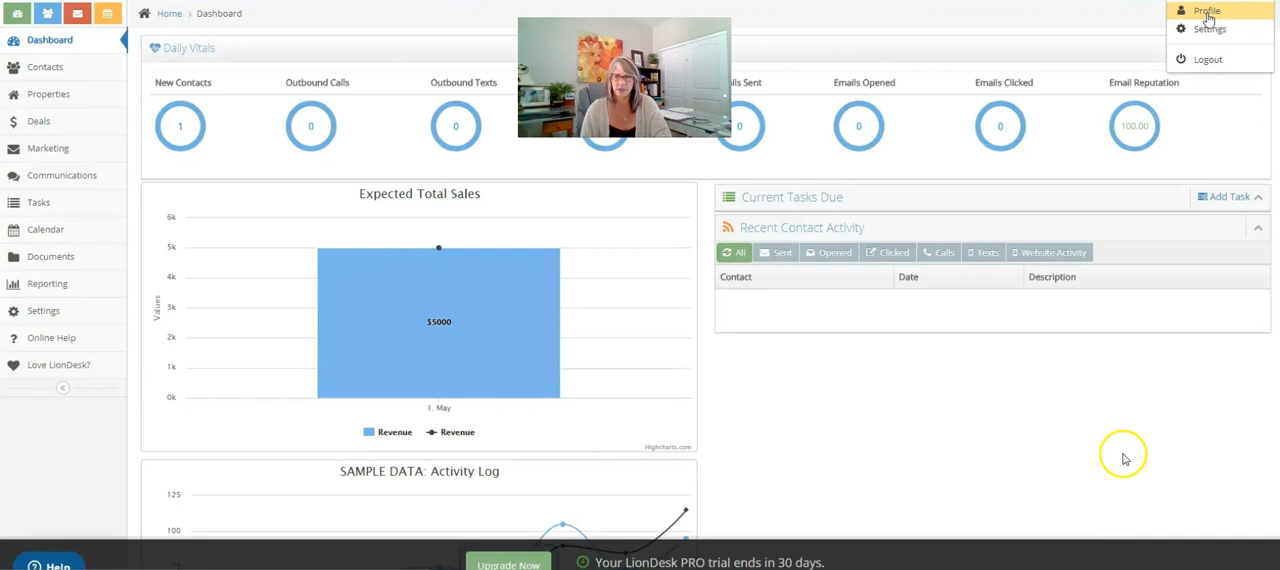 Home > Dashboard
Profile
Settings
Logout
Dashboard
Contacts
Properties
Deals
Marketing
Communications
Tasks
Calendar
Documents
Reporting
Settings
Online Help
Love LionDesk?
Daily Vitals
New Contacts
Outbound Calls
Outbound Texts
Emails Opened
Emails Clicked
Email Reputation
1
0
0
0
0
0
100.00
Expected Total Sales
6k
5k
4k
3k
2k
1k
0k
Values
$5000
1. May
Revenue
Revenue
Highcharts.com
Current Tasks Due
Add Task
Recent Contact Activity
All
Sent
Opened
Clicked
Calls
Texts
Website Activity
Contact
Date
Description
SAMPLE DATA: Activity Log
125
100
Help
Upgrade Now
Your LionDesk PRO trial ends in 30 days.